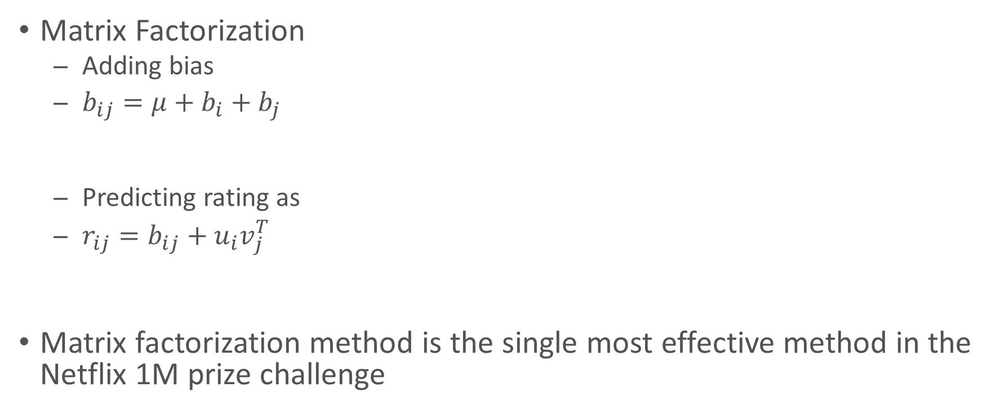 • Matrix Factorization
– Adding bias
– $b_{ij} = \mu + b_i + b_j$
– Predicting rating as
– $r_{ij} = b_{ij} + u_i v_j^T$
• Matrix factorization method is the single most effective method in the
Netflix 1M prize challenge